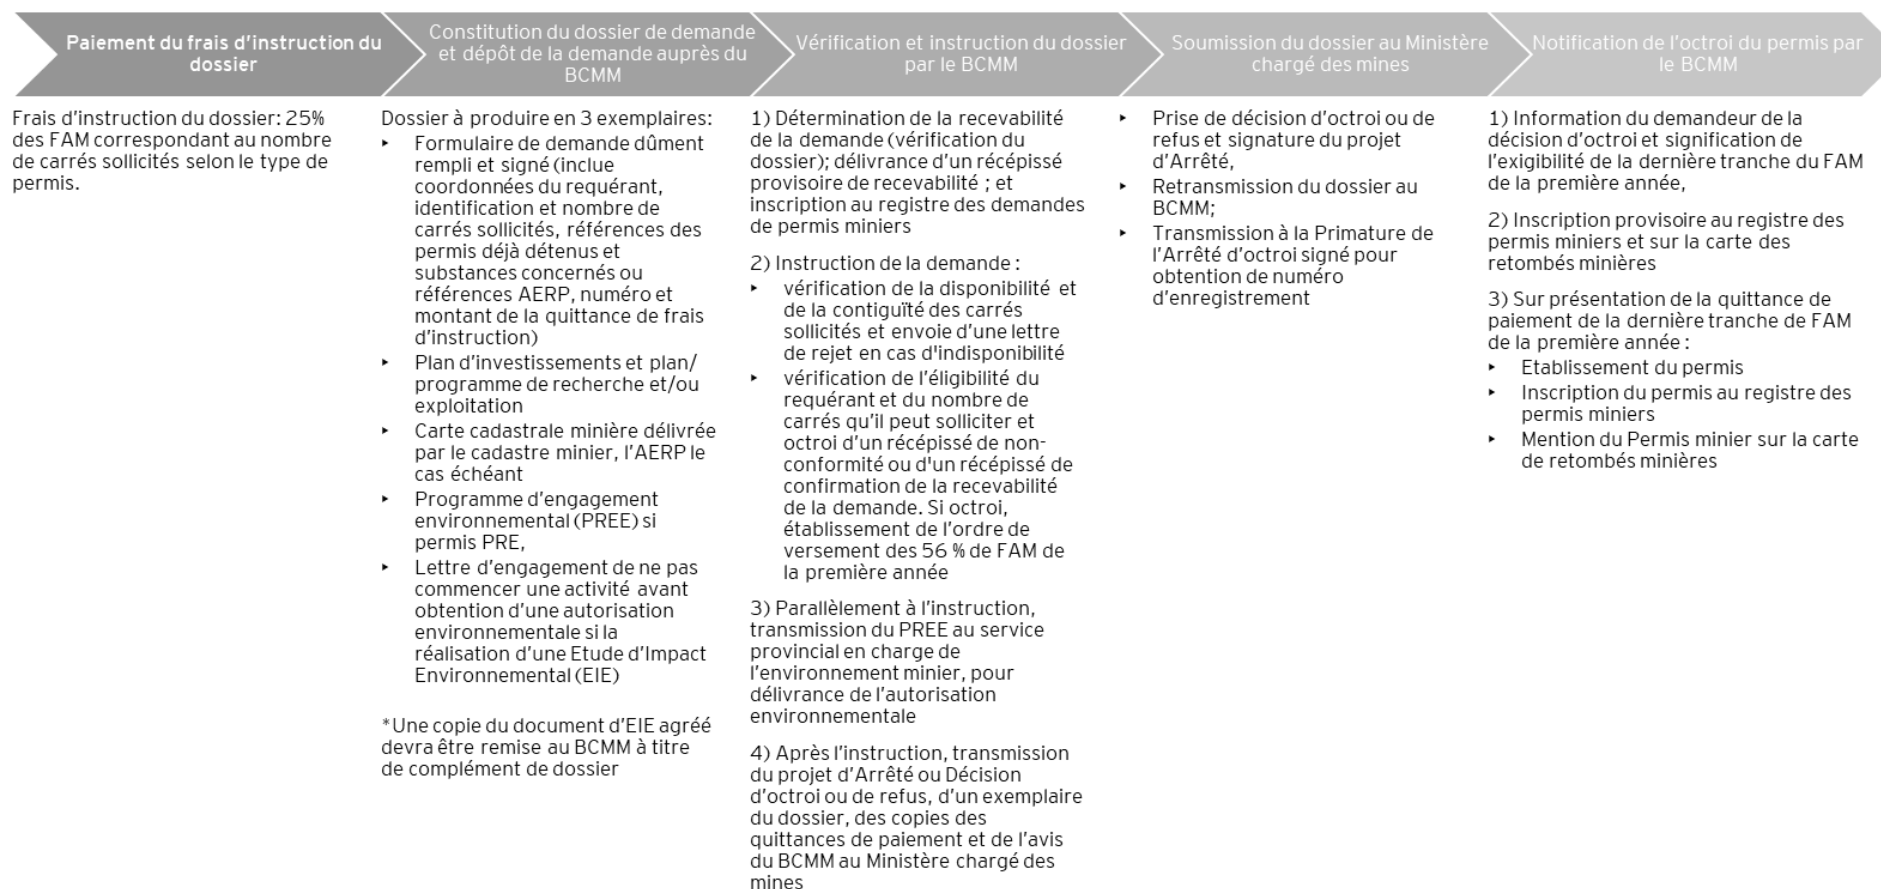 Paiement du frais d’instruction du
dossier
Constitution du dossier de demande
et dépôt de la demande auprès du
BCMM
Vérification et instruction du dossier
par le BCMM
Soumission du dossier au Ministère
chargé des mines
Notification de l’octroi du permis par
le BCMM
Frais d’instruction du dossier: 25%
des FAM correspondant au nombre
de carrés sollicités selon le type de
permis.
Dossier à produire en 3 exemplaires:
‣ Formulaire de demande dûment
rempli et signé (inclue
coordonnées du requérant,
identification et nombre de
carrés sollicités, références des
permis déjà détenus et
substances concernés ou
références AERP, numéro et
montant de la quittance de frais
d’instruction)
‣ Plan d’investissements et plan/
programme de recherche et/ou
exploitation
‣ Carte cadastrale minière délivrée
par le cadastre minier, l’AERP le
cas échéant
‣ Programme d’engagement
environnemental (PREE) si
permis PRE,
‣ Lettre d’engagement de ne pas
commencer une activité avant
obtention d’une autorisation
environnementale si la
réalisation d’une Etude d’Impact
Environnemental (EIE)
*Une copie du document d’EIE agréé
devra être remise au BCMM à titre
de complément de dossier
1) Détermination de la recevabilité
de la demande (vérification du
dossier); délivrance d’un récépissé
provisoire de recevabilité ; et
inscription au registre des demandes
de permis miniers
2) Instruction de la demande :
‣ vérification de la disponibilité et
de la contiguïté des carrés
sollicités et envoie d’une lettre
de rejet en cas d'indisponibilité
‣ vérification de l’éligibilité du
requérant et du nombre de
carrés qu’il peut solliciter et
octroi d’un récépissé de non-
conformité ou d'un récépissé de
confirmation de la recevabilité
de la demande. Si octroi,
établissement de l’ordre de
versement des 56 % de FAM de
la première année
3) Parallèlement à l’instruction,
transmission du PREE au service
provincial en charge de
l’environnement minier, pour
délivrance de l’autorisation
environnementale
4) Après l’instruction, transmission
du projet d’Arrêté ou Décision
d’octroi ou de refus, d’un exemplaire
du dossier, des copies des
quittances de paiement et de l’avis
du BCMM au Ministère chargé des
mines
‣ Prise de décision d’octroi ou de
refus et signature du projet
d’Arrêté,
‣ Retransmission du dossier au
BCMM;
‣ Transmission à la Primature de
l’Arrêté d’octroi signé pour
obtention de numéro
d’enregistrement
1) Information du demandeur de la
décision d’octroi et signification de
l’exigibilité de la dernière tranche du FAM
de la première année,
2) Inscription provisoire au registre des
permis miniers et sur la carte des
retombés minières
3) Sur présentation de la quittance de
paiement de la dernière tranche de FAM
de la première année :
‣ Etablissement du permis
‣ Inscription du permis au registre des
permis miniers
‣ Mention du Permis minier sur la carte
de retombés minières